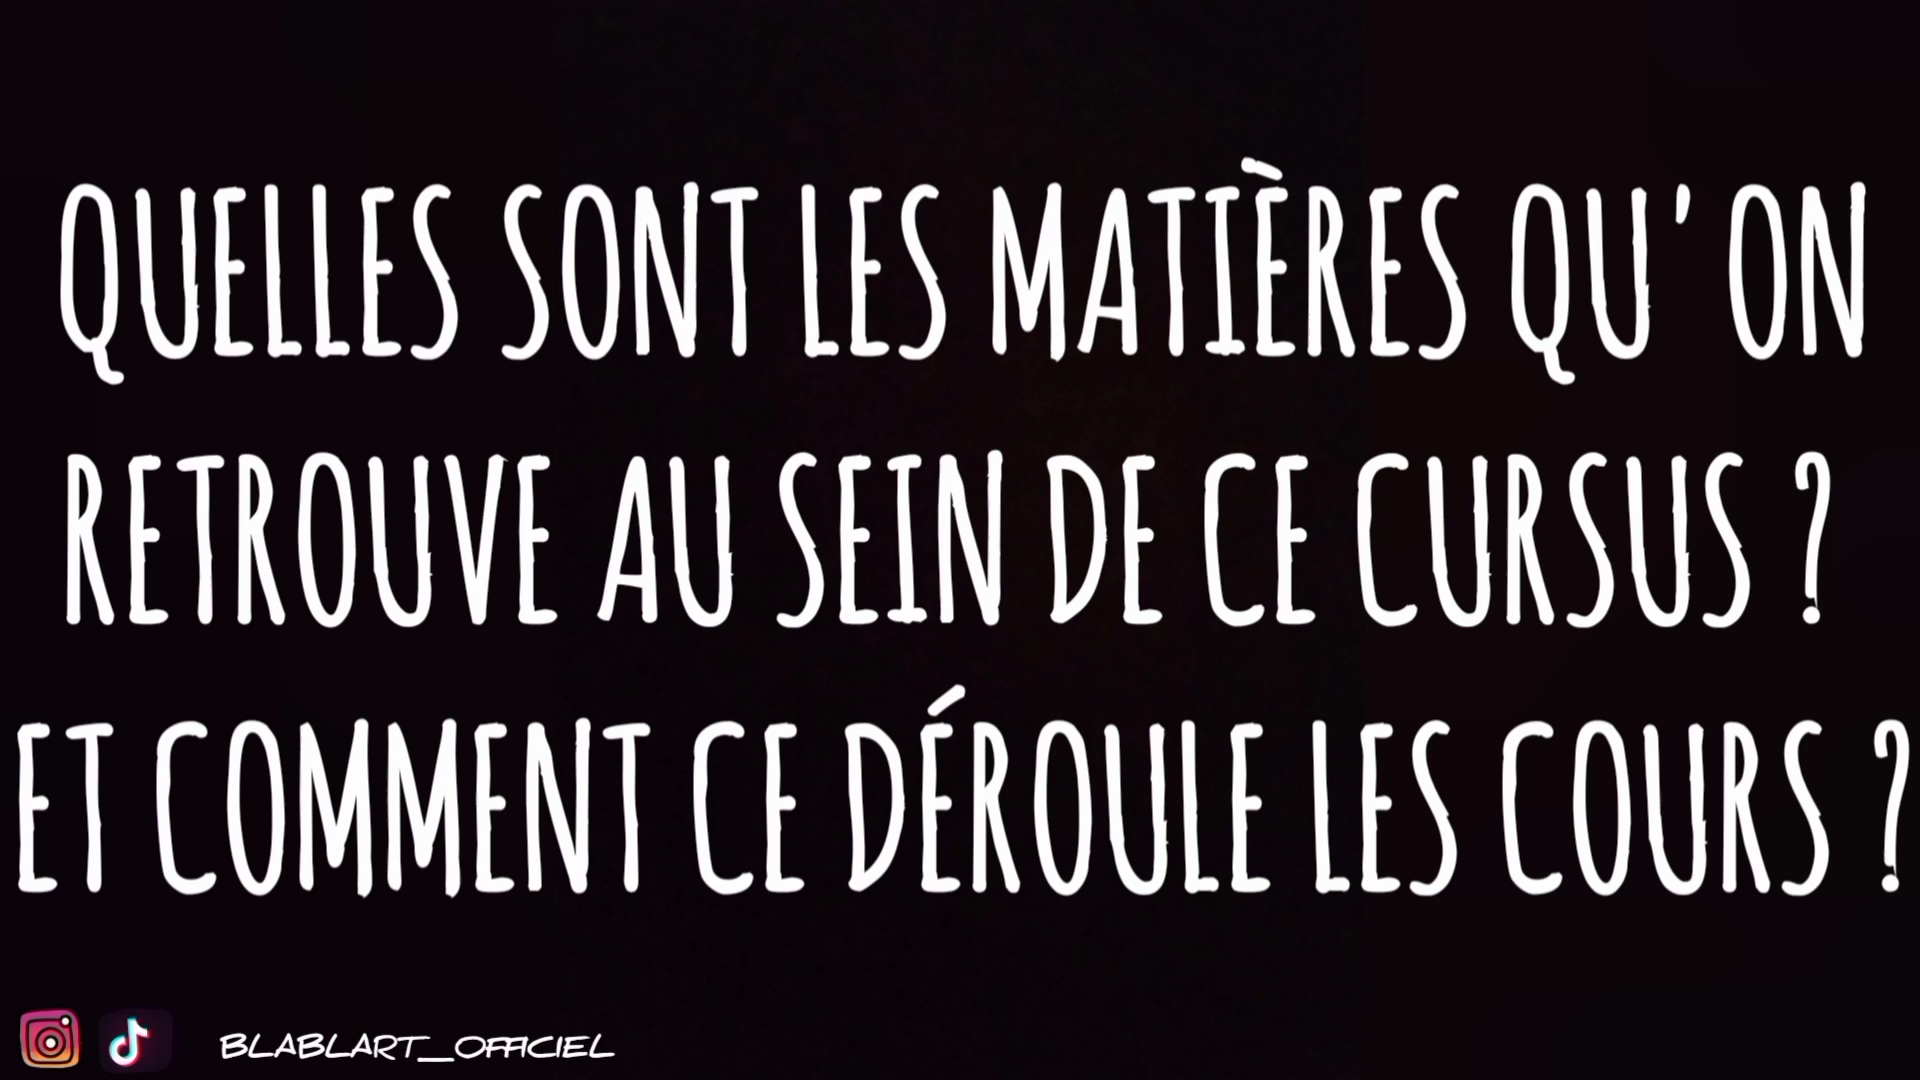 QUELLES SONT LES MATIÈRES QU'ON
RETROUVE AU SEIN DE CE CURSUS ?
ET COMMENT CE DÉROULE LES COURS ?
BLABLART_OFFICIEL